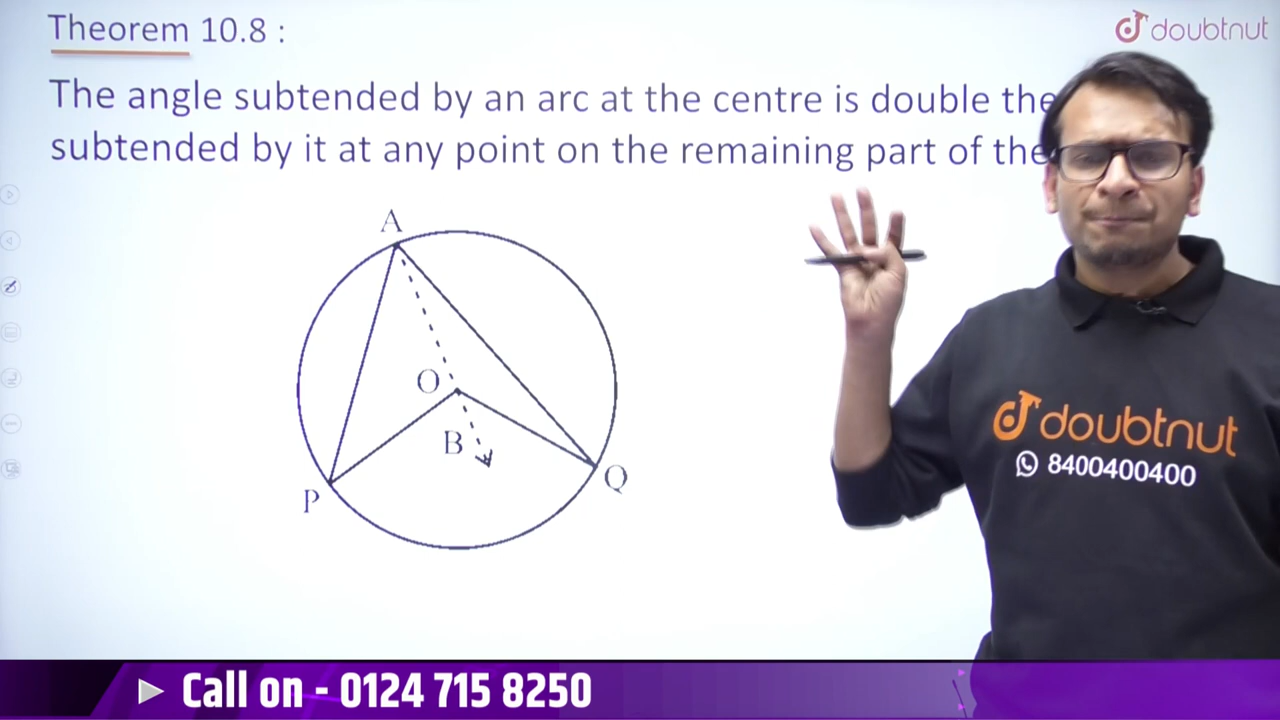 Theorem 10.8 :
doubtnut
The angle subtended by an arc at the centre is double the
subtended by it at any point on the remaining part of the
A
O
B
P
Q
doubtnut
8400400400
Call on - 0124 715 8250